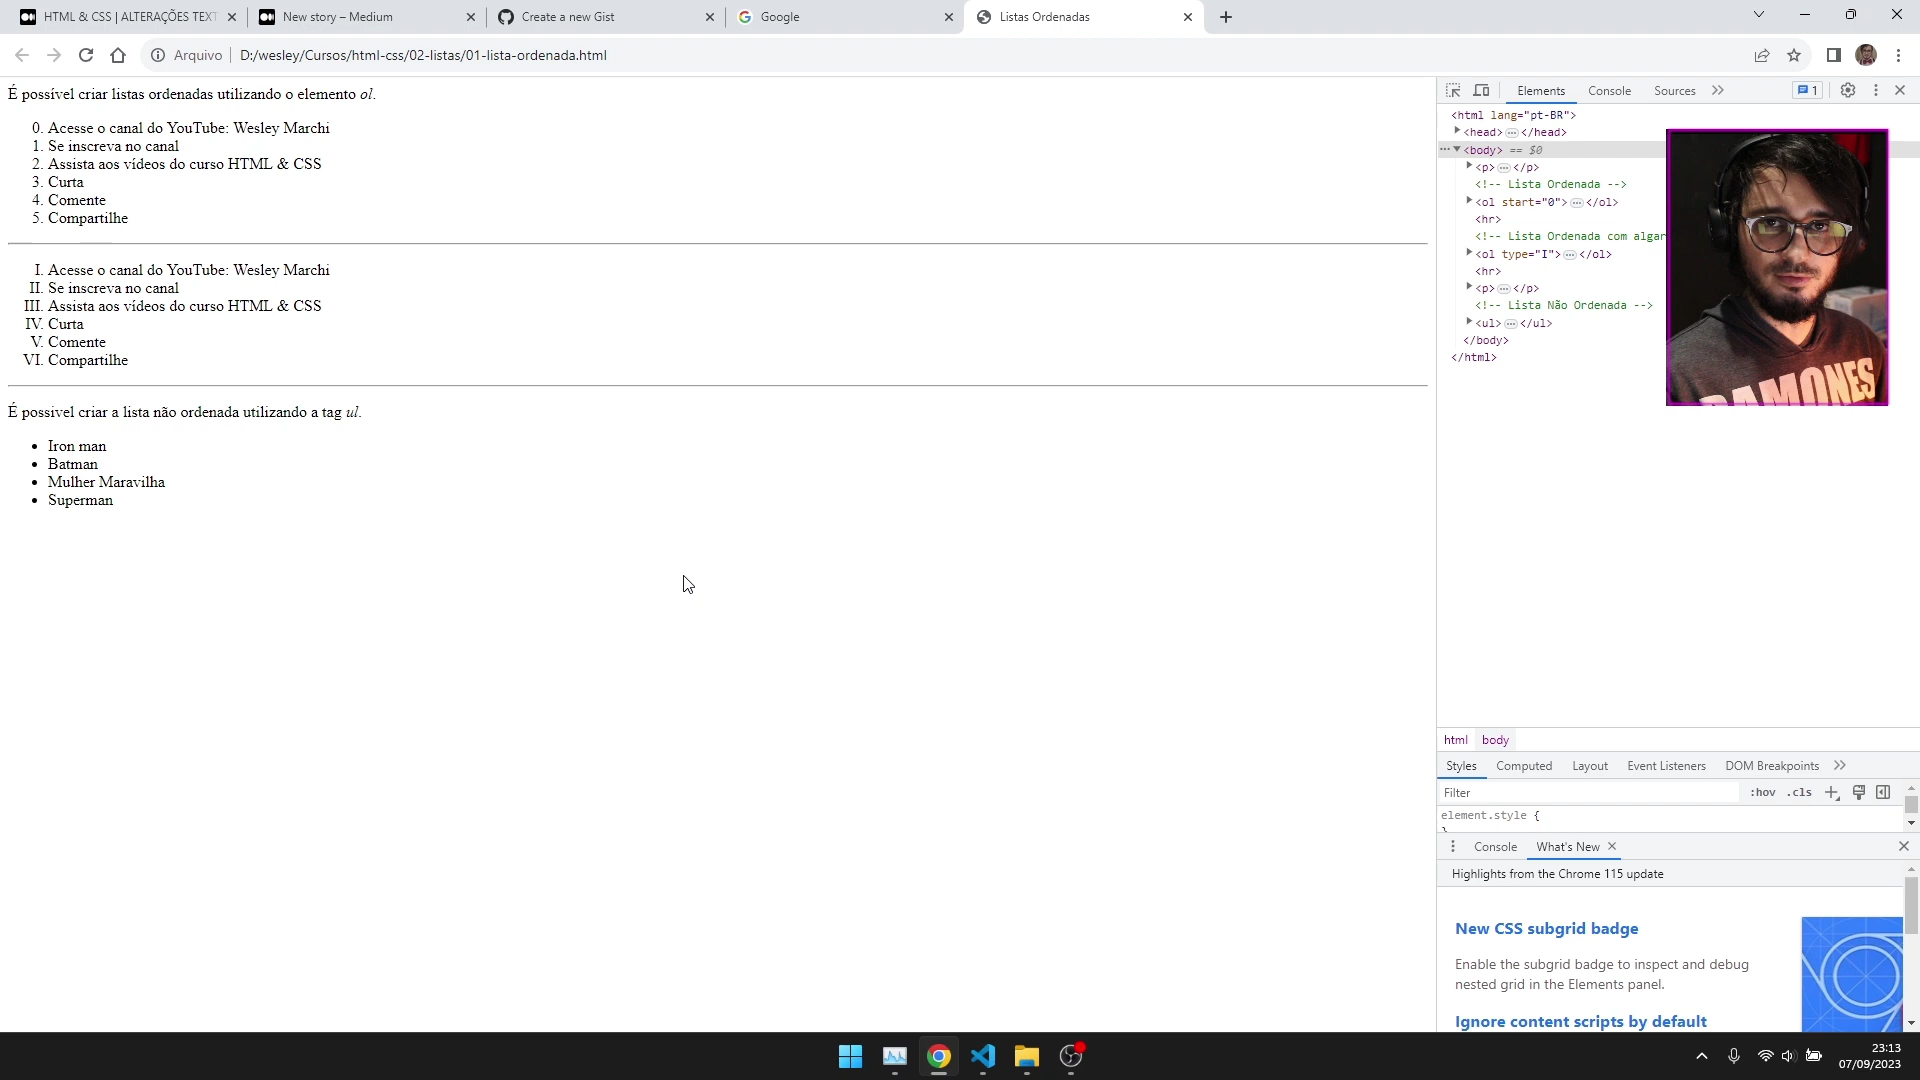 HTML & CSS | ALTERAÇÕES TEXT
New story – Medium
Create a new Gist
Google
Listas Ordenadas
Arquivo
D:/wesley/Cursos/html-css/02-listas/01-lista-ordenada.html
É possível criar listas ordenadas utilizando o elemento ol.
0. Acesse o canal do YouTube: Wesley Marchi
1. Se inscreva no canal
2. Assista aos vídeos do curso HTML & CSS
3. Curta
4. Comente
5. Compartilhe
I. Acesse o canal do YouTube: Wesley Marchi
II. Se inscreva no canal
III. Assista aos vídeos do curso HTML & CSS
IV. Curta
V. Comente
VI. Compartilhe
É possivel criar a lista não ordenada utilizando a tag ul.
• Iron man
• Batman
• Mulher Maravilha
• Superman
Elements Console Sources 1
<html lang="pt-BR">
<head>…</head>
<body> == $0
<p>…</p>
<!-- Lista Ordenada -->
<ol start="0">…</ol>
<hr>
<!-- Lista Ordenada com algar
<ol type="I">…</ol>
<hr>
<p>…</p>
<!-- Lista Não Ordenada -->
<ul>…</ul>
</body>
</html>
RAMONES
html body
Styles Computed Layout Event Listeners DOM Breakpoints
Filter :hov .cls
element.style {
}
Console What's New
Highlights from the Chrome 115 update
New CSS subgrid badge
Enable the subgrid badge to inspect and debug
nested grid in the Elements panel.
Ignore content scripts by default
23:13
07/09/2023